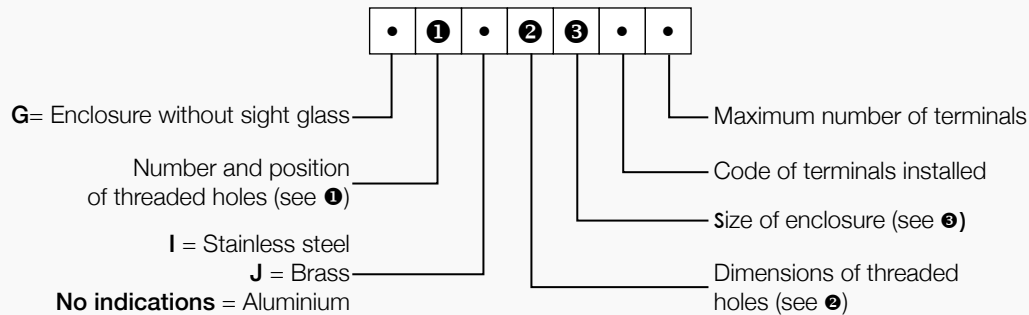 • ❶ • ❷ ❸ • •
G= Enclosure without sight glass
Number and position
of threaded holes (see ❶)
I = Stainless steel
J = Brass
No indications = Aluminium
Maximum number of terminals
Code of terminals installed
Size of enclosure (see ❸)
Dimensions of threaded
holes (see ❷)